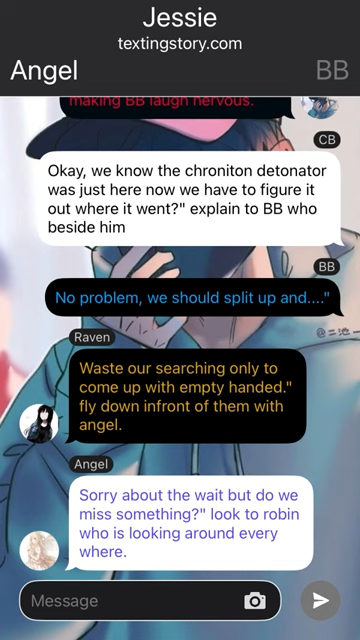 Jessie
textingstory.com
Angel
BB
making BB laugh nervous.
CB
Okay, we know the chroniton detonator
was just here now we have to figure it
out where it went?" explain to BB who
beside him
BB
No problem, we should split up and...."
Raven
Waste our searching only to
come up with empty handed."
fly down infront of them with
angel.
Angel
Sorry about the wait but do we
miss something?" look to robin
who is looking around every
where.
Message